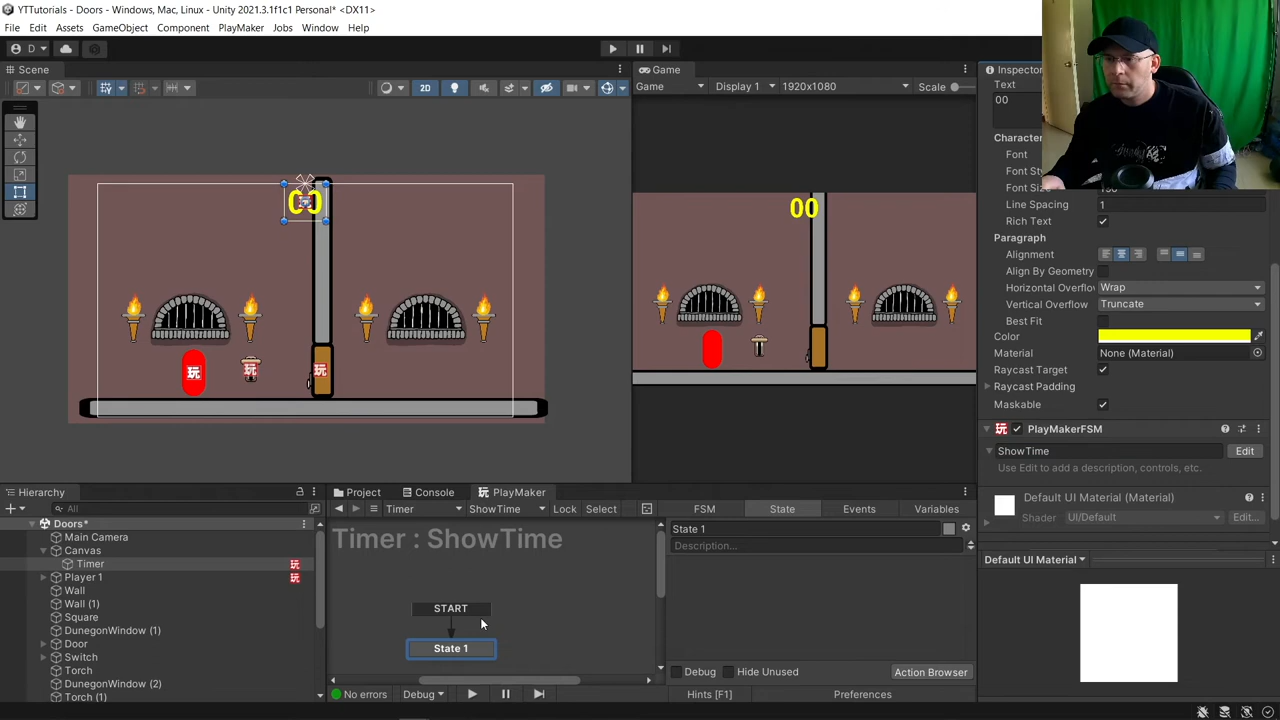 YTTutorials - Doors - Windows, Mac, Linux - Unity 2021.3.1f1c1 Personal* <DX11>
File Edit Assets GameObject Component PlayMaker Jobs Window Help
D
Scene
Game
Inspector
2D
Game Display 1 1920x1080 Scale
Text
00
Character
Font
Font Size
Line Spacing 1
Rich Text
Paragraph
Alignment
Align By Geometry
Horizontal Overflow Wrap
Vertical Overflow Truncate
Best Fit
Color
Material None (Material)
Raycast Target
Raycast Padding
Maskable
PlayMakerFSM
ShowTime Edit
Use Edit to add a description, controls, etc.
Default UI Material (Material)
Shader UI/Default Edit...
Default UI Material
00
00
玩
玩
玩
Hierarchy
All
Doors*
Main Camera
Canvas
Timer
Player 1
Wall
Wall (1)
Square
DunegonWindow (1)
Door
Switch
Torch
DunegonWindow (2)
Torch (1)
Project Console PlayMaker
Timer ShowTime Lock Select
FSM State Events Variables
Timer : ShowTime
START
State 1
State 1
Description...
Debug Hide Unused Action Browser
No errors Debug
Hints [F1] Preferences